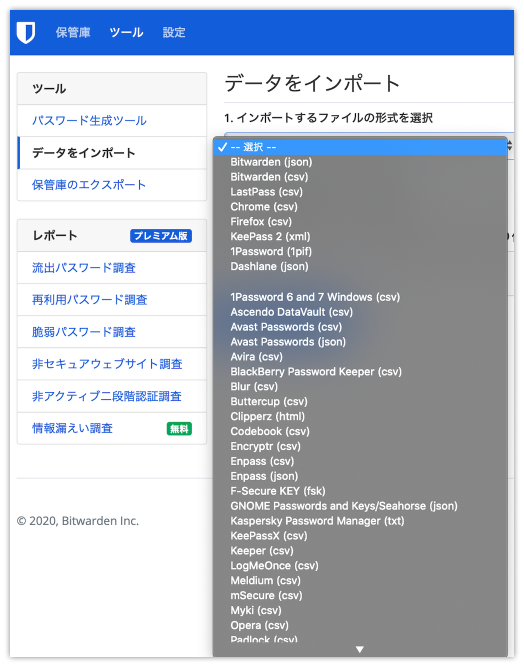 保管庫 ツール 設定
ツール
パスワード生成ツール
データをインポート
保管庫のエクスポート
レポート プレミアム版
流出パスワード調査
再利用パスワード調査
脆弱パスワード調査
非セキュアウェブサイト調査
非アクティブ二段階認証調査
情報漏えい調査 無料
© 2020, Bitwarden Inc.
データをインポート
1. インポートするファイルの形式を選択
-- 選択 --
Bitwarden (json)
Bitwarden (csv)
LastPass (csv)
Chrome (csv)
Firefox (csv)
KeePass 2 (xml)
1Password (1pif)
Dashlane (json)
1Password 6 and 7 Windows (csv)
Ascendo DataVault (csv)
Avast Passwords (csv)
Avast Passwords (json)
Avira (csv)
BlackBerry Password Keeper (csv)
Blur (csv)
Buttercup (csv)
Clipperz (html)
Codebook (csv)
Encryptr (csv)
Enpass (csv)
Enpass (json)
F-Secure KEY (fsk)
GNOME Passwords and Keys/Seahorse (json)
Kaspersky Password Manager (txt)
KeePassX (csv)
Keeper (csv)
LogMeOnce (csv)
Meldium (csv)
mSecure (csv)
Myki (csv)
Opera (csv)
Padlock (csv)